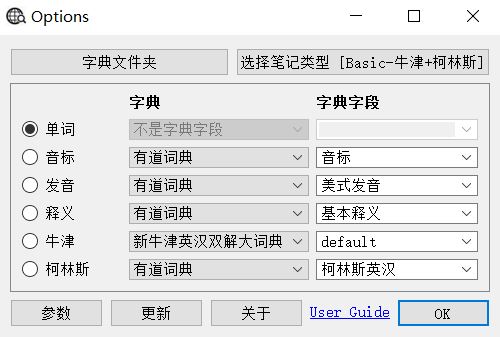 Options
字典文件夹 选择笔记类型 [Basic-牛津+柯林斯]
字典 字典字段
单词 不是字典字段
音标 有道词典 音标
发音 有道词典 美式发音
释义 有道词典 基本释义
牛津 新牛津英汉双解大词典 default
柯林斯 有道词典 柯林斯英汉
参数 更新 关于 User Guide OK